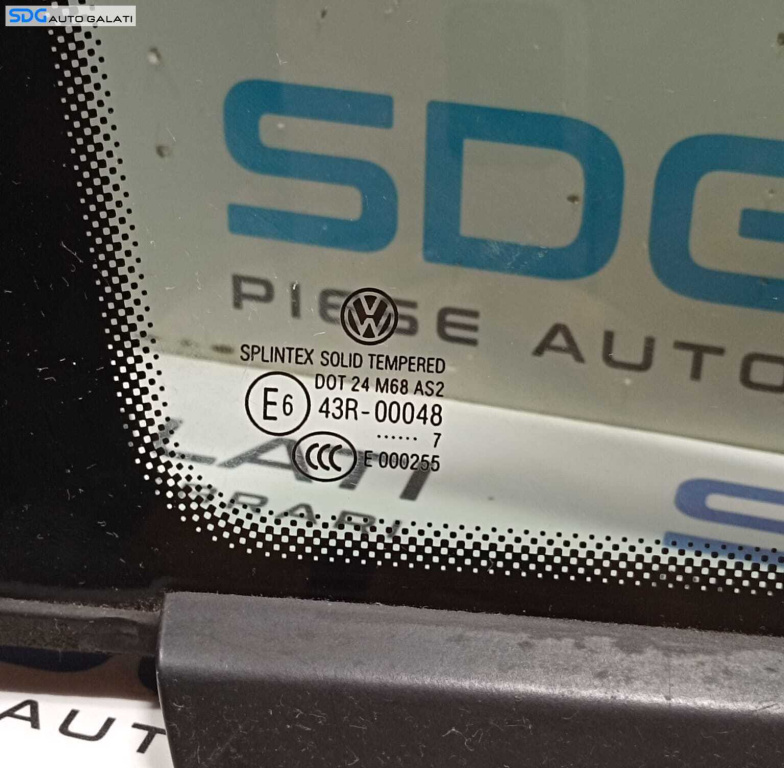 SDG AUTO GALATI
SDG
PIESE AUTO
SPLINTEX SOLID TEMPERED
DOT 24 M68 AS2
E6 43R-00048
...... 7
CCC E 000255
LATI
S
AUT